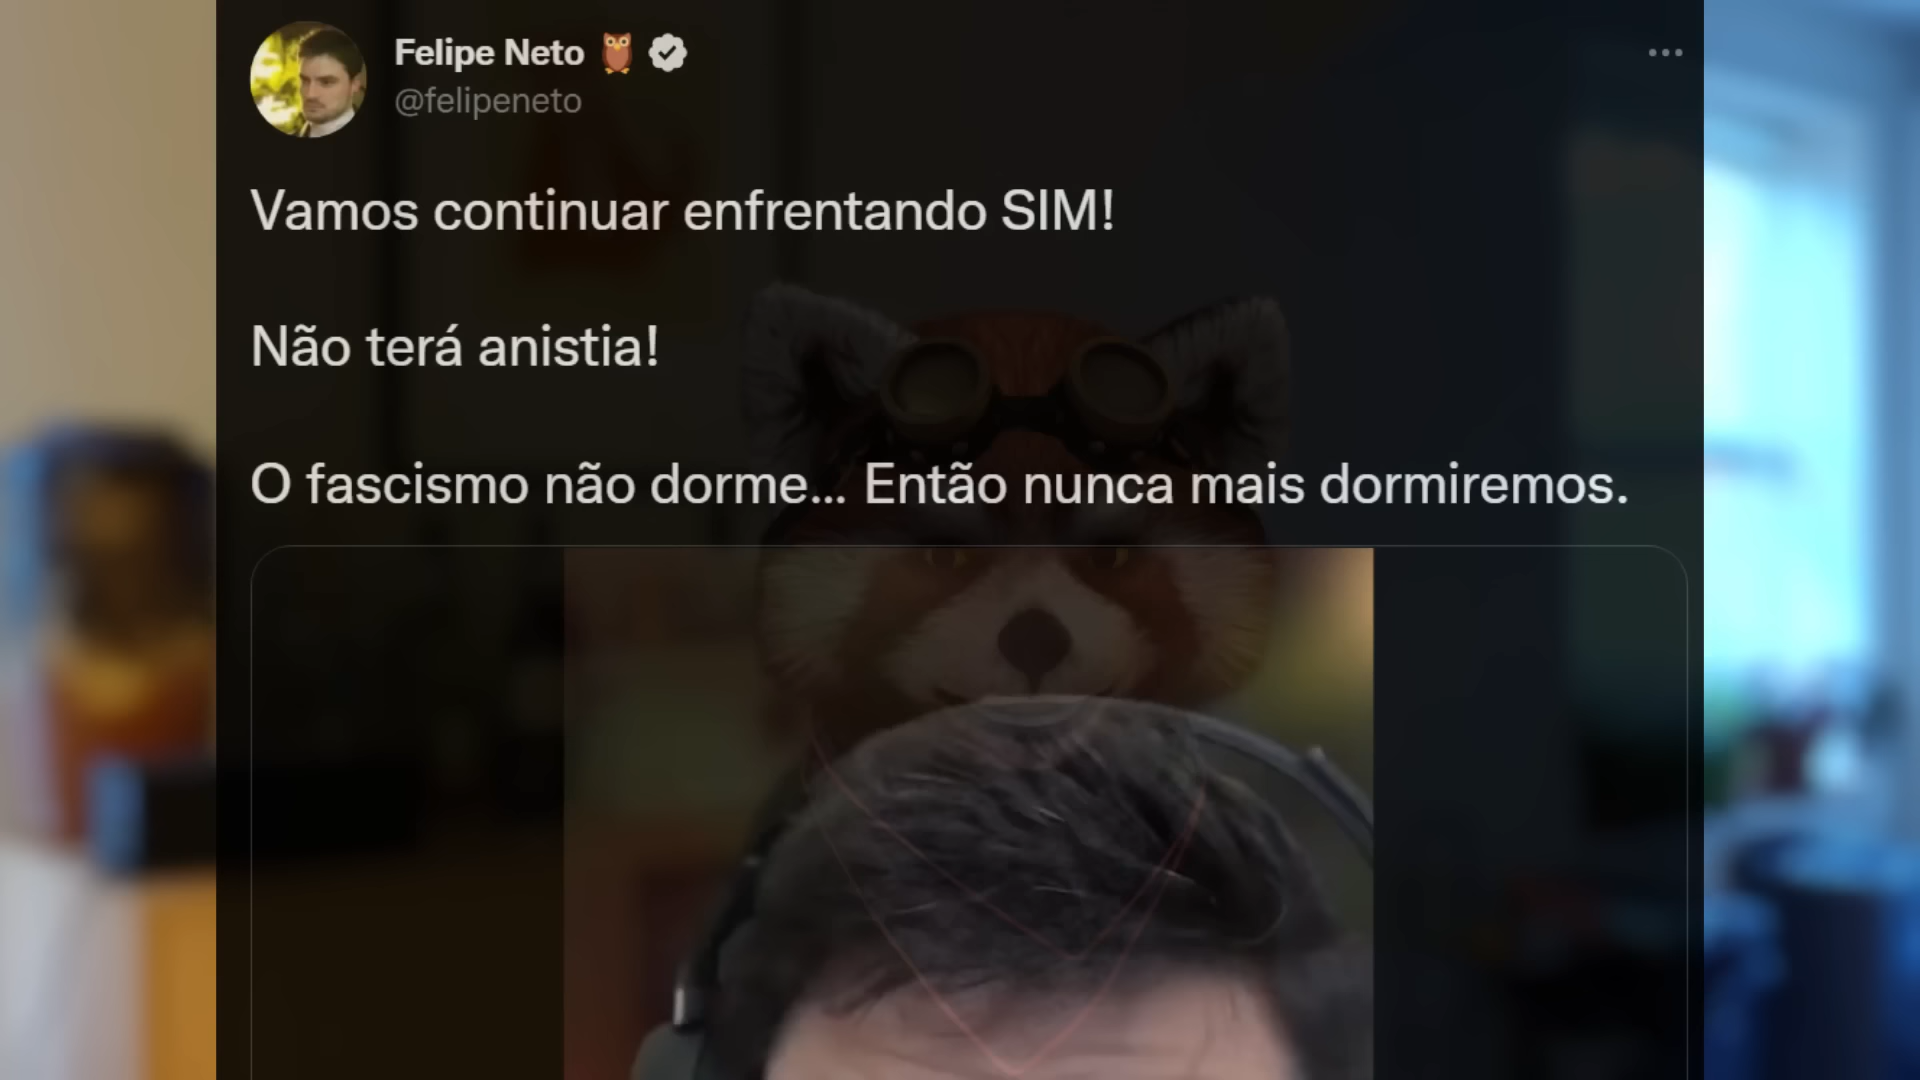 Felipe Neto 🦉
@felipeneto
Vamos continuar enfrentando SIM!
Não terá anistia!
O fascismo não dorme... Então nunca mais dormiremos.